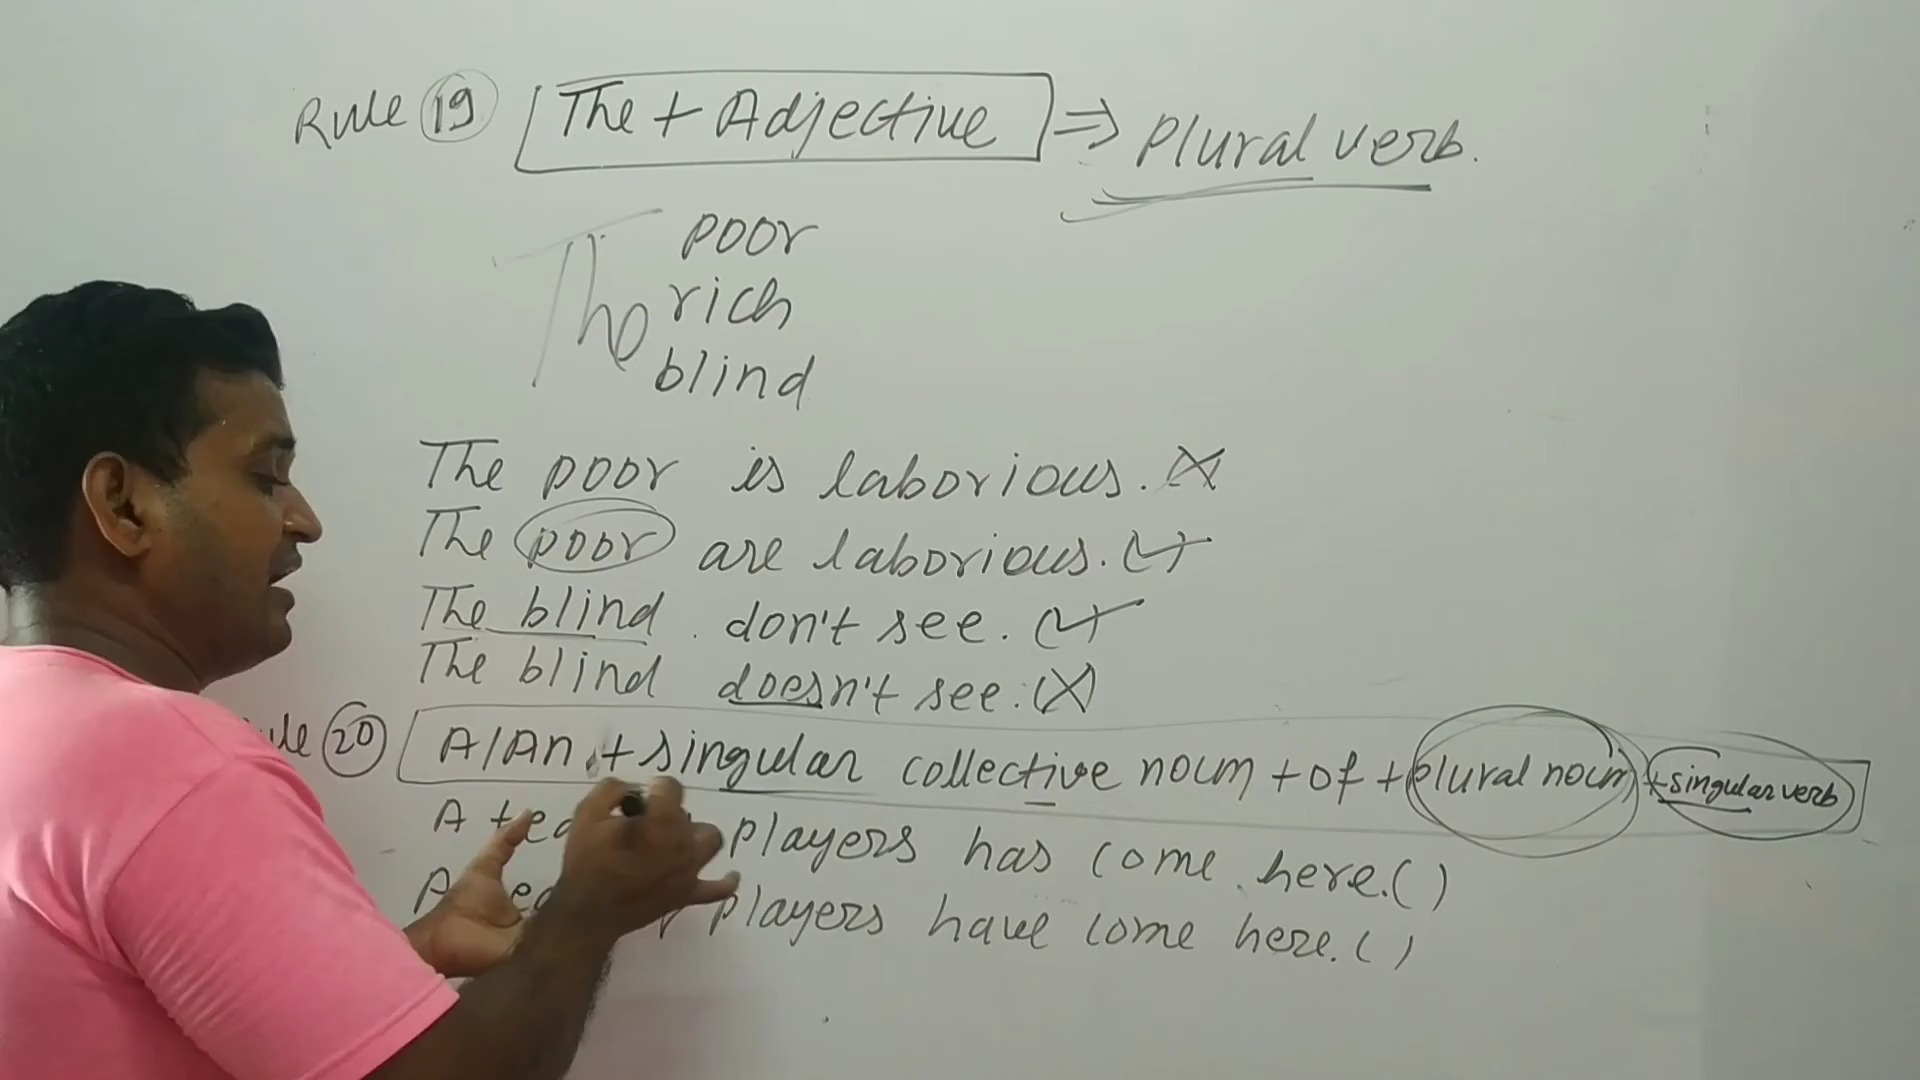 Rule 19 The + Adjective ⇒ plural verb.
poor
The rich
blind
The poor is laborious. (X)
The poor are laborious. (✓)
The blind don't see. (✓)
The blind doesn't see. (X)
20 A/An + singular collective noun + of + plural noun + singular verb
A players has come here. ( )
A players have come here. ( )